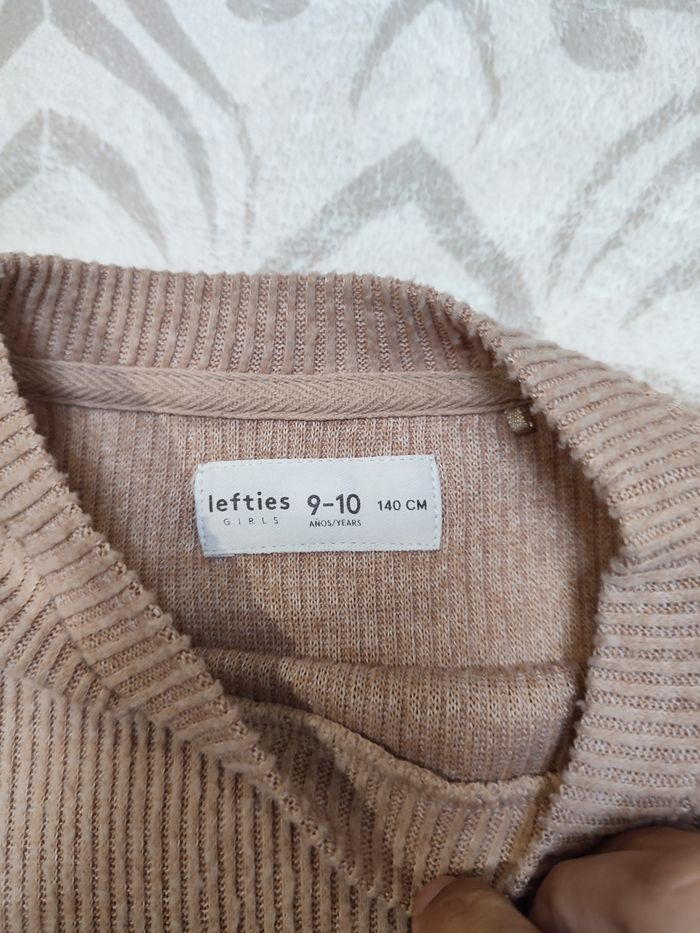 lefties 9-10 140 CM
GIRLS AÑOS/YEARS